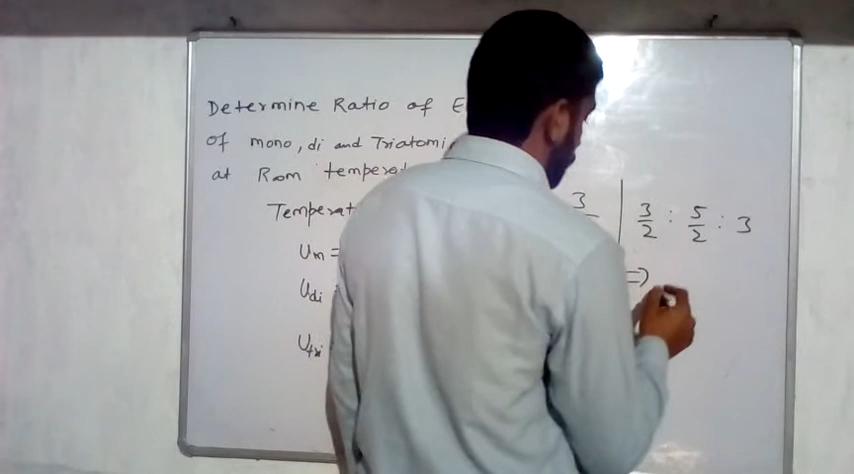 Determine Ratio of E
of mono, di and Triatomi
at Room temperat
Temperat
Um =
Udi
Utri
3
3/2 : 5/2 : 3
=>